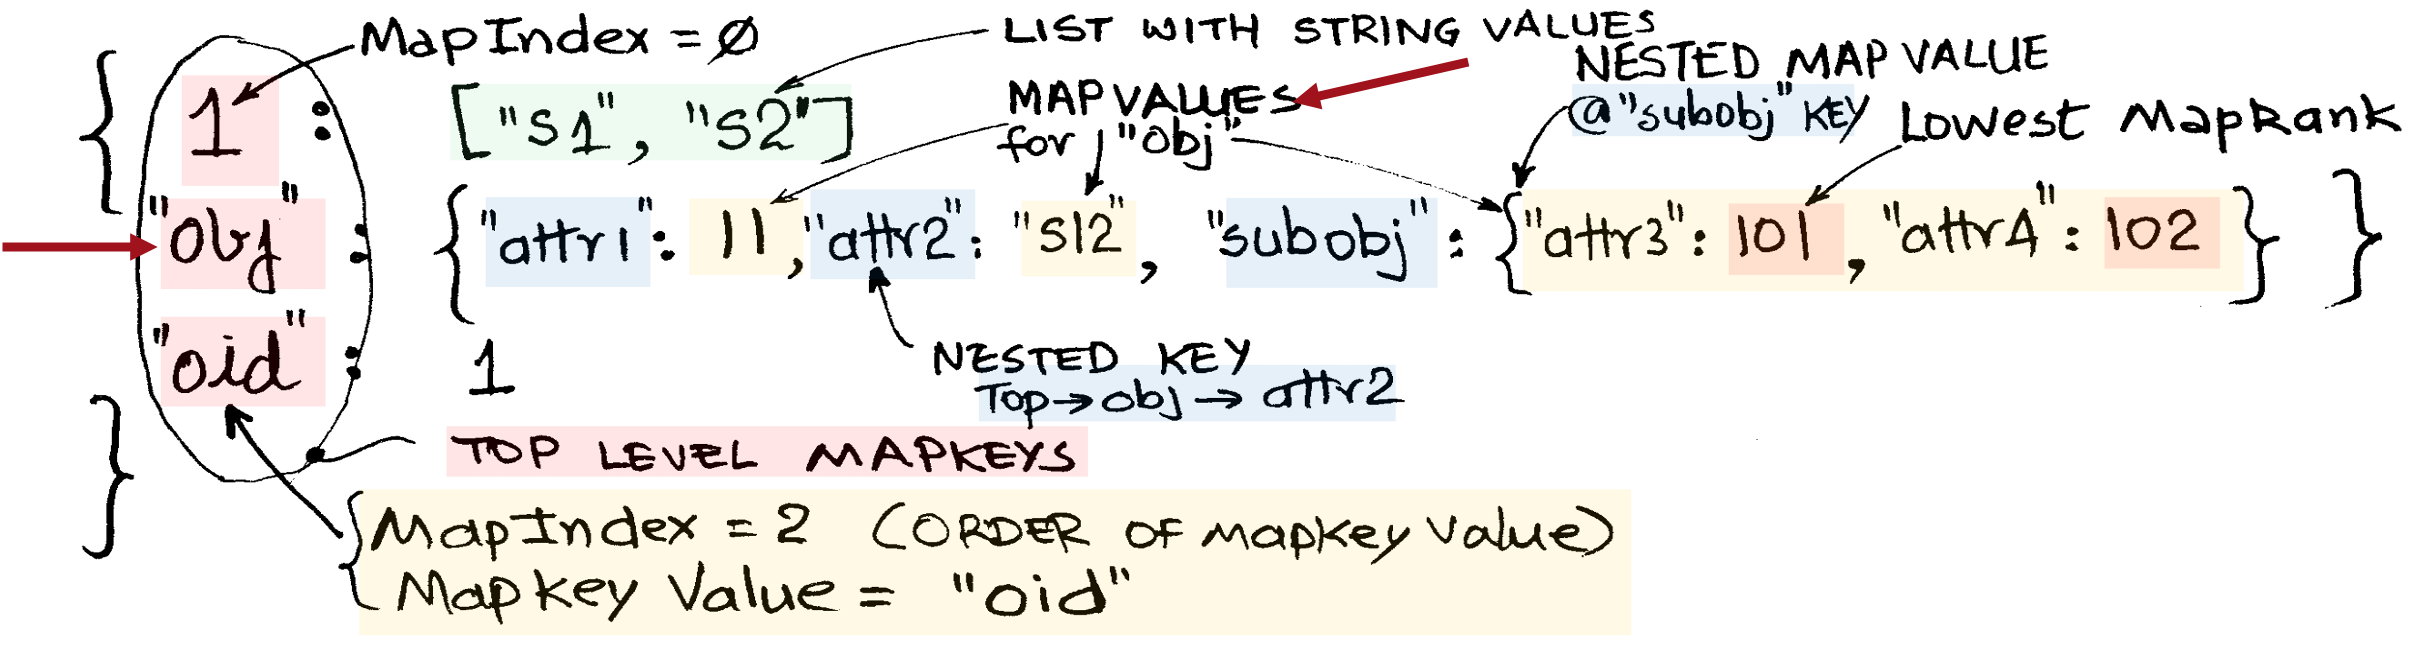 MapIndex = Ø
LIST WITH STRING VALUES
NESTED MAP VALUE
@"subobj" KEY
LOWEST MapRank
MAP VALUES
for "obj"
{ 1 : ["S1", "S2"]
"obj" : {"attr1": 11, "attr2": "S12", "subobj": {"attr3": 101, "attr4": 102} }
"oid" : 1
}
NESTED KEY
Top→obj→attr2
TOP LEVEL MAPKEYS
MapIndex = 2 (ORDER OF mapkey value)
Mapkey Value = "oid"